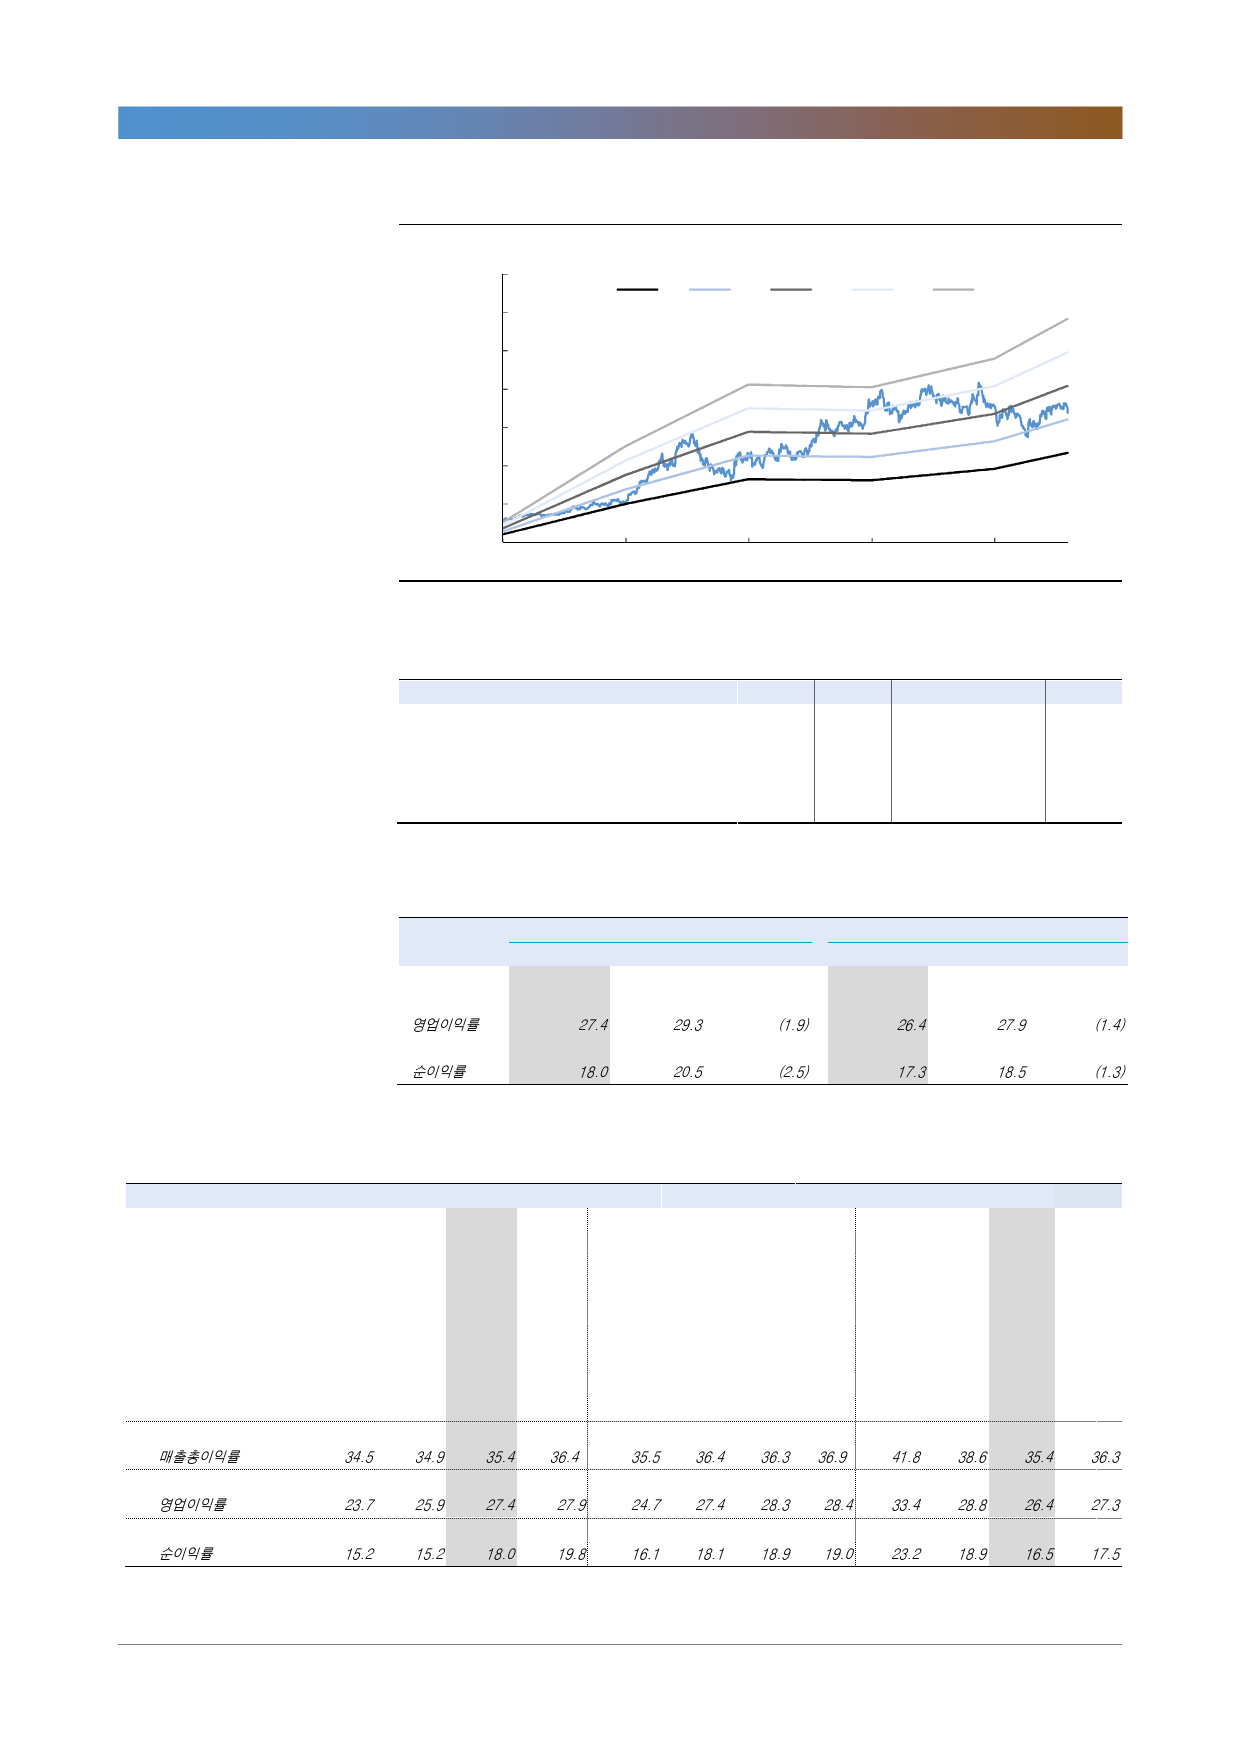 영업이익률 27.4 29.3 (1.9) 26.4 27.9 (1.4)
순이익률 18.0 20.5 (2.5) 17.3 18.5 (1.3)
매출총이익률 34.5 34.9 35.4 36.4 35.5 36.4 36.3 36.9 41.8 38.6 35.4 36.3
영업이익률 23.7 25.9 27.4 27.9 24.7 27.4 28.3 28.4 33.4 28.8 26.4 27.3
순이익률 15.2 15.2 18.0 19.8 16.1 18.1 18.9 19.0 23.2 18.9 16.5 17.5